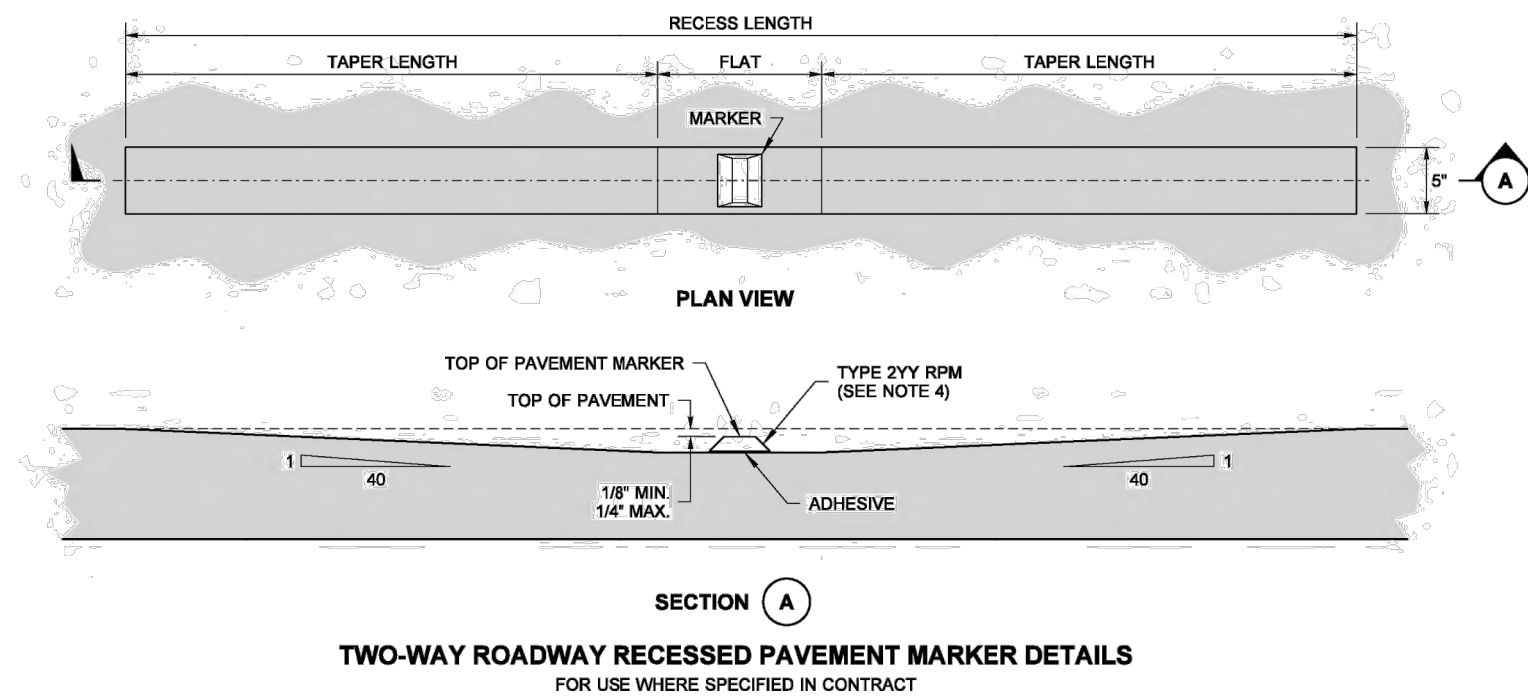 RECESS LENGTH
TAPER LENGTH
FLAT
TAPER LENGTH
MARKER
5"
A
PLAN VIEW
TOP OF PAVEMENT MARKER
TYPE 2YY RPM
(SEE NOTE 4)
TOP OF PAVEMENT
1
40
1
40
1/8" MIN.
1/4" MAX.
ADHESIVE
SECTION A
TWO-WAY ROADWAY RECESSED PAVEMENT MARKER DETAILS
FOR USE WHERE SPECIFIED IN CONTRACT